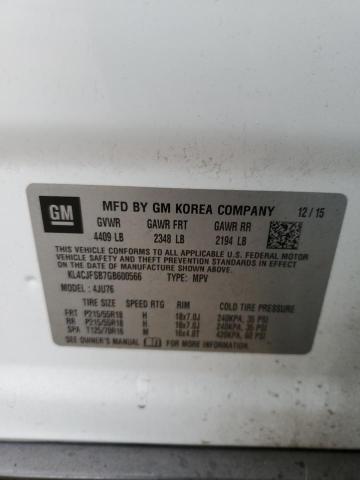 GM
MFD BY GM KOREA COMPANY 12/15
GVWR GAWR FRT GAWR RR
4409 LB 2348 LB 2194 LB
THIS VEHICLE CONFORMS TO ALL APPLICABLE U.S. FEDERAL MOTOR
VEHICLE SAFETY AND THEFT PREVENTION STANDARDS IN EFFECT ON THE
DATE OF MANUFACTURE SHOWN ABOVE.
KL4CJFSB7GB600566 TYPE: MPV
MODEL : 4JU76
TIRE SIZE SPEED RTG RIM COLD TIRE PRESSURE
FRT P215/55R18 H 18x7.0J 240KPA, 35 PSI
RR P215/55R18 H 18x7.0J 240KPA, 35 PSI
SPA T125/70R16 M 16x4.0T 420KPA, 60 PSI
SEE OWNER'S MANUAL FOR ADDITIONAL INFORMATION